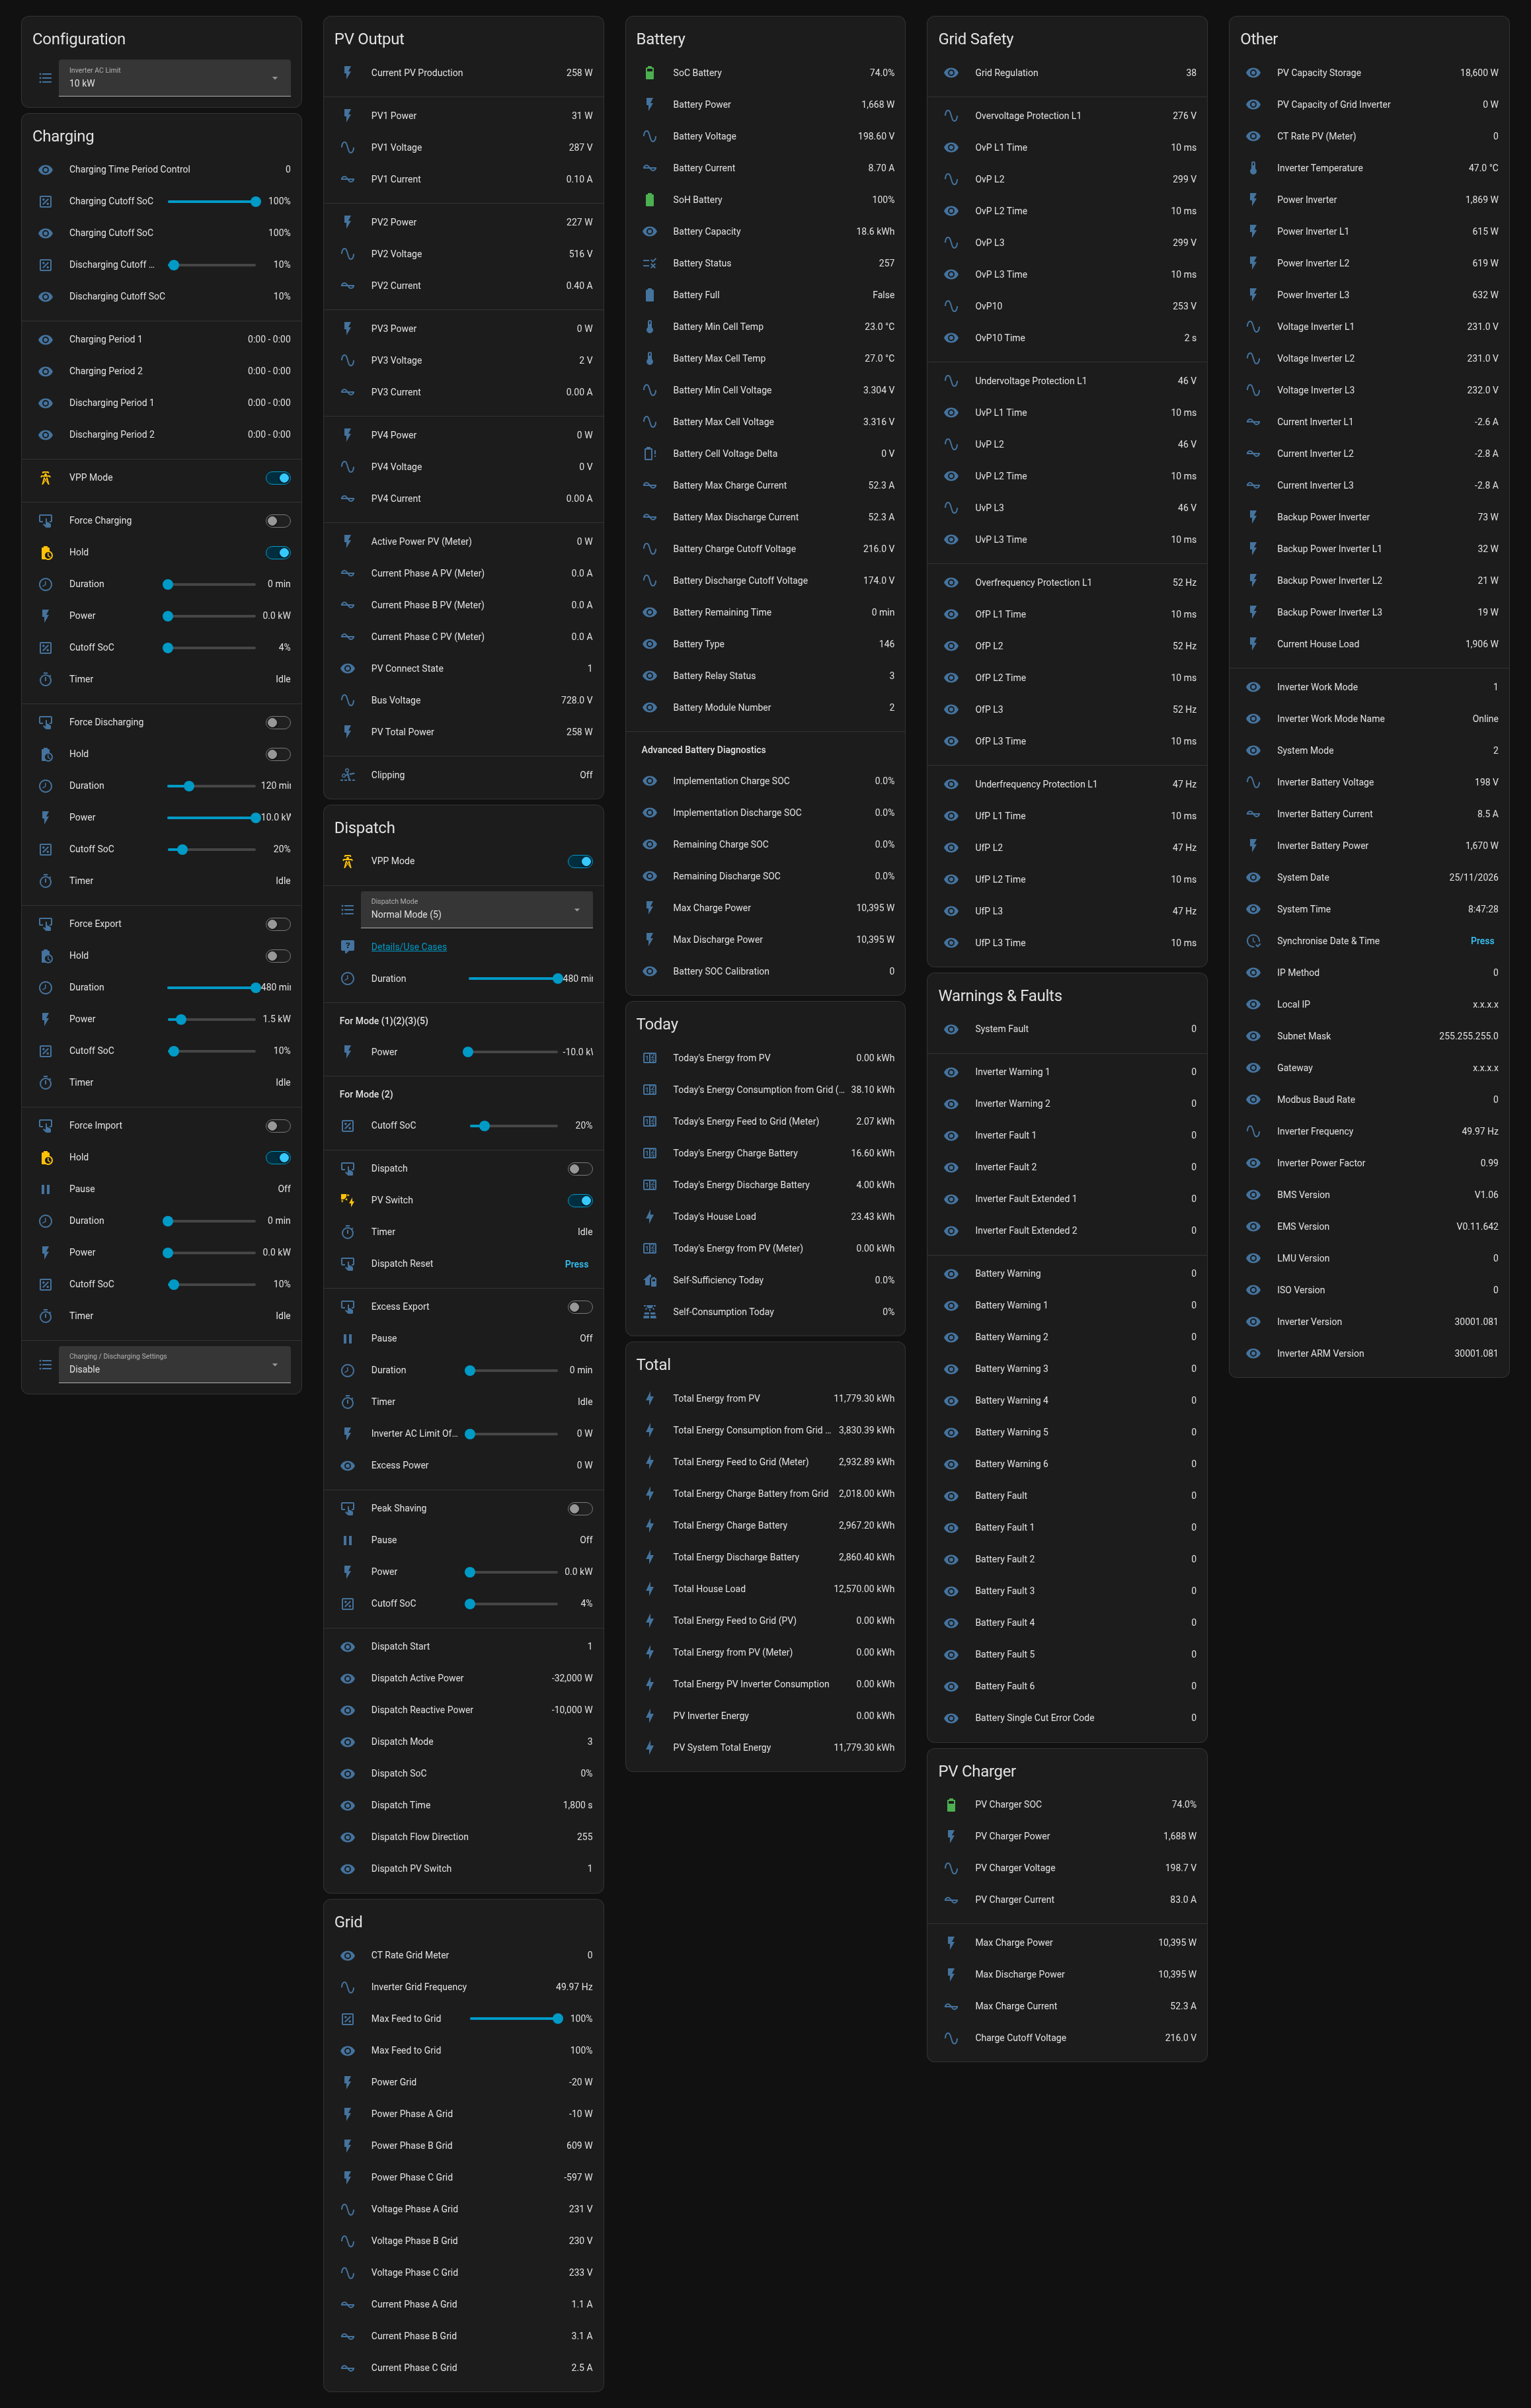 Configuration
Inverter AC Limit
10 kW
Charging
Charging Time Period Control 0
Charging Cutoff SoC 100%
Charging Cutoff SoC 100%
Discharging Cutoff ... 10%
Discharging Cutoff SoC 10%
Charging Period 1 0:00 - 0:00
Charging Period 2 0:00 - 0:00
Discharging Period 1 0:00 - 0:00
Discharging Period 2 0:00 - 0:00
VPP Mode
Force Charging
Hold
Duration 0 min
Power 0.0 kW
Cutoff SoC 4%
Timer Idle
Force Discharging
Hold
Duration 120 min
Power 10.0 kW
Cutoff SoC 20%
Timer Idle
Force Export
Hold
Duration 480 min
Power 1.5 kW
Cutoff SoC 10%
Timer Idle
Force Import
Hold
Pause Off
Duration 0 min
Power 0.0 kW
Cutoff SoC 10%
Timer Idle
Charging / Discharging Settings
Disable
PV Output
Current PV Production 258 W
PV1 Power 31 W
PV1 Voltage 287 V
PV1 Current 0.10 A
PV2 Power 227 W
PV2 Voltage 516 V
PV2 Current 0.40 A
PV3 Power 0 W
PV3 Voltage 2 V
PV3 Current 0.00 A
PV4 Power 0 W
PV4 Voltage 0 V
PV4 Current 0.00 A
Active Power PV (Meter) 0 W
Current Phase A PV (Meter) 0.0 A
Current Phase B PV (Meter) 0.0 A
Current Phase C PV (Meter) 0.0 A
PV Connect State 1
Bus Voltage 728.0 V
PV Total Power 258 W
Clipping Off
Dispatch
VPP Mode
Dispatch Mode
Normal Mode (5)
Details/Use Cases
Duration 480 min
For Mode (1)(2)(3)(5)
Power -10.0 kW
For Mode (2)
Cutoff SoC 20%
Dispatch
PV Switch
Timer Idle
Dispatch Reset Press
Excess Export
Pause Off
Duration 0 min
Timer Idle
Inverter AC Limit Of... 0 W
Excess Power 0 W
Peak Shaving
Pause Off
Power 0.0 kW
Cutoff SoC 4%
Dispatch Start 1
Dispatch Active Power -32,000 W
Dispatch Reactive Power -10,000 W
Dispatch Mode 3
Dispatch SoC 0%
Dispatch Time 1,800 s
Dispatch Flow Direction 255
Dispatch PV Switch 1
Grid
CT Rate Grid Meter 0
Inverter Grid Frequency 49.97 Hz
Max Feed to Grid 100%
Max Feed to Grid 100%
Power Grid -20 W
Power Phase A Grid -10 W
Power Phase B Grid 609 W
Power Phase C Grid -597 W
Voltage Phase A Grid 231 V
Voltage Phase B Grid 230 V
Voltage Phase C Grid 233 V
Current Phase A Grid 1.1 A
Current Phase B Grid 3.1 A
Current Phase C Grid 2.5 A
Battery
SoC Battery 74.0%
Battery Power 1,668 W
Battery Voltage 198.60 V
Battery Current 8.70 A
SoH Battery 100%
Battery Capacity 18.6 kWh
Battery Status 257
Battery Full False
Battery Min Cell Temp 23.0 °C
Battery Max Cell Temp 27.0 °C
Battery Min Cell Voltage 3.304 V
Battery Max Cell Voltage 3.316 V
Battery Cell Voltage Delta 0 V
Battery Max Charge Current 52.3 A
Battery Max Discharge Current 52.3 A
Battery Charge Cutoff Voltage 216.0 V
Battery Discharge Cutoff Voltage 174.0 V
Battery Remaining Time 0 min
Battery Type 146
Battery Relay Status 3
Battery Module Number 2
Advanced Battery Diagnostics
Implementation Charge SOC 0.0%
Implementation Discharge SOC 0.0%
Remaining Charge SOC 0.0%
Remaining Discharge SOC 0.0%
Max Charge Power 10,395 W
Max Discharge Power 10,395 W
Battery SOC Calibration 0
Today
Today's Energy from PV 0.00 kWh
Today's Energy Consumption from Grid (... 38.10 kWh
Today's Energy Feed to Grid (Meter) 2.07 kWh
Today's Energy Charge Battery 16.60 kWh
Today's Energy Discharge Battery 4.00 kWh
Today's House Load 23.43 kWh
Today's Energy from PV (Meter) 0.00 kWh
Self-Sufficiency Today 0.0%
Self-Consumption Today 0%
Total
Total Energy from PV 11,779.30 kWh
Total Energy Consumption from Grid ... 3,830.39 kWh
Total Energy Feed to Grid (Meter) 2,932.89 kWh
Total Energy Charge Battery from Grid 2,018.00 kWh
Total Energy Charge Battery 2,967.20 kWh
Total Energy Discharge Battery 2,860.40 kWh
Total House Load 12,570.00 kWh
Total Energy Feed to Grid (PV) 0.00 kWh
Total Energy from PV (Meter) 0.00 kWh
Total Energy PV Inverter Consumption 0.00 kWh
PV Inverter Energy 0.00 kWh
PV System Total Energy 11,779.30 kWh
Grid Safety
Grid Regulation 38
Overvoltage Protection L1 276 V
OvP L1 Time 10 ms
OvP L2 299 V
OvP L2 Time 10 ms
OvP L3 299 V
OvP L3 Time 10 ms
OvP10 253 V
OvP10 Time 2 s
Undervoltage Protection L1 46 V
UvP L1 Time 10 ms
UvP L2 46 V
UvP L2 Time 10 ms
UvP L3 46 V
UvP L3 Time 10 ms
Overfrequency Protection L1 52 Hz
OfP L1 Time 10 ms
OfP L2 52 Hz
OfP L2 Time 10 ms
OfP L3 52 Hz
OfP L3 Time 10 ms
Underfrequency Protection L1 47 Hz
UfP L1 Time 10 ms
UfP L2 47 Hz
UfP L2 Time 10 ms
UfP L3 47 Hz
UfP L3 Time 10 ms
Warnings & Faults
System Fault 0
Inverter Warning 1 0
Inverter Warning 2 0
Inverter Fault 1 0
Inverter Fault 2 0
Inverter Fault Extended 1 0
Inverter Fault Extended 2 0
Battery Warning 0
Battery Warning 1 0
Battery Warning 2 0
Battery Warning 3 0
Battery Warning 4 0
Battery Warning 5 0
Battery Warning 6 0
Battery Fault 0
Battery Fault 1 0
Battery Fault 2 0
Battery Fault 3 0
Battery Fault 4 0
Battery Fault 5 0
Battery Fault 6 0
Battery Single Cut Error Code 0
PV Charger
PV Charger SOC 74.0%
PV Charger Power 1,688 W
PV Charger Voltage 198.7 V
PV Charger Current 83.0 A
Max Charge Power 10,395 W
Max Discharge Power 10,395 W
Max Charge Current 52.3 A
Charge Cutoff Voltage 216.0 V
Other
PV Capacity Storage 18,600 W
PV Capacity of Grid Inverter 0 W
CT Rate PV (Meter) 0
Inverter Temperature 47.0 °C
Power Inverter 1,869 W
Power Inverter L1 615 W
Power Inverter L2 619 W
Power Inverter L3 632 W
Voltage Inverter L1 231.0 V
Voltage Inverter L2 231.0 V
Voltage Inverter L3 232.0 V
Current Inverter L1 -2.6 A
Current Inverter L2 -2.8 A
Current Inverter L3 -2.8 A
Backup Power Inverter 73 W
Backup Power Inverter L1 32 W
Backup Power Inverter L2 21 W
Backup Power Inverter L3 19 W
Current House Load 1,906 W
Inverter Work Mode 1
Inverter Work Mode Name Online
System Mode 2
Inverter Battery Voltage 198 V
Inverter Battery Current 8.5 A
Inverter Battery Power 1,670 W
System Date 25/11/2026
System Time 8:47:28
Synchronise Date & Time Press
IP Method 0
Local IP x.x.x.x
Subnet Mask 255.255.255.0
Gateway x.x.x.x
Modbus Baud Rate 0
Inverter Frequency 49.97 Hz
Inverter Power Factor 0.99
BMS Version V1.06
EMS Version V0.11.642
LMU Version 0
ISO Version 0
Inverter Version 30001.081
Inverter ARM Version 30001.081